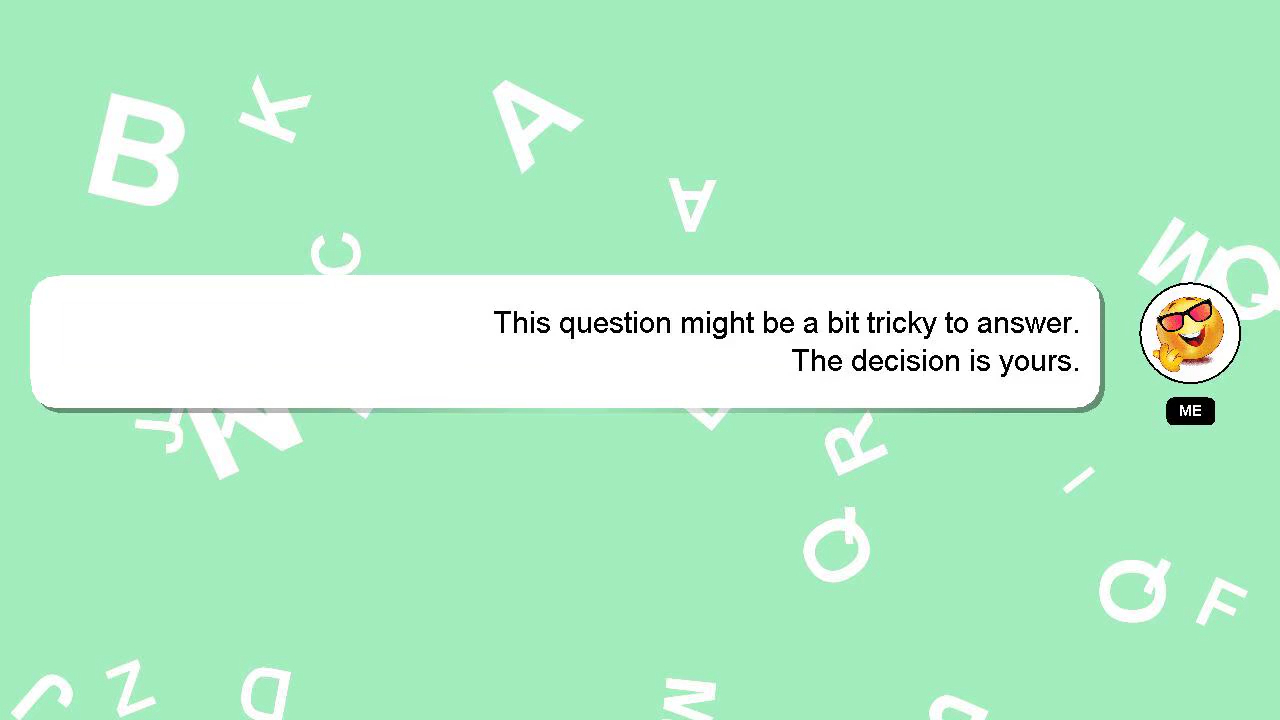 B
K
A
A
C
M
Q
This question might be a bit tricky to answer.
The decision is yours.
ME
J
N
R
I
Q
Q
F
J
Z
D
M